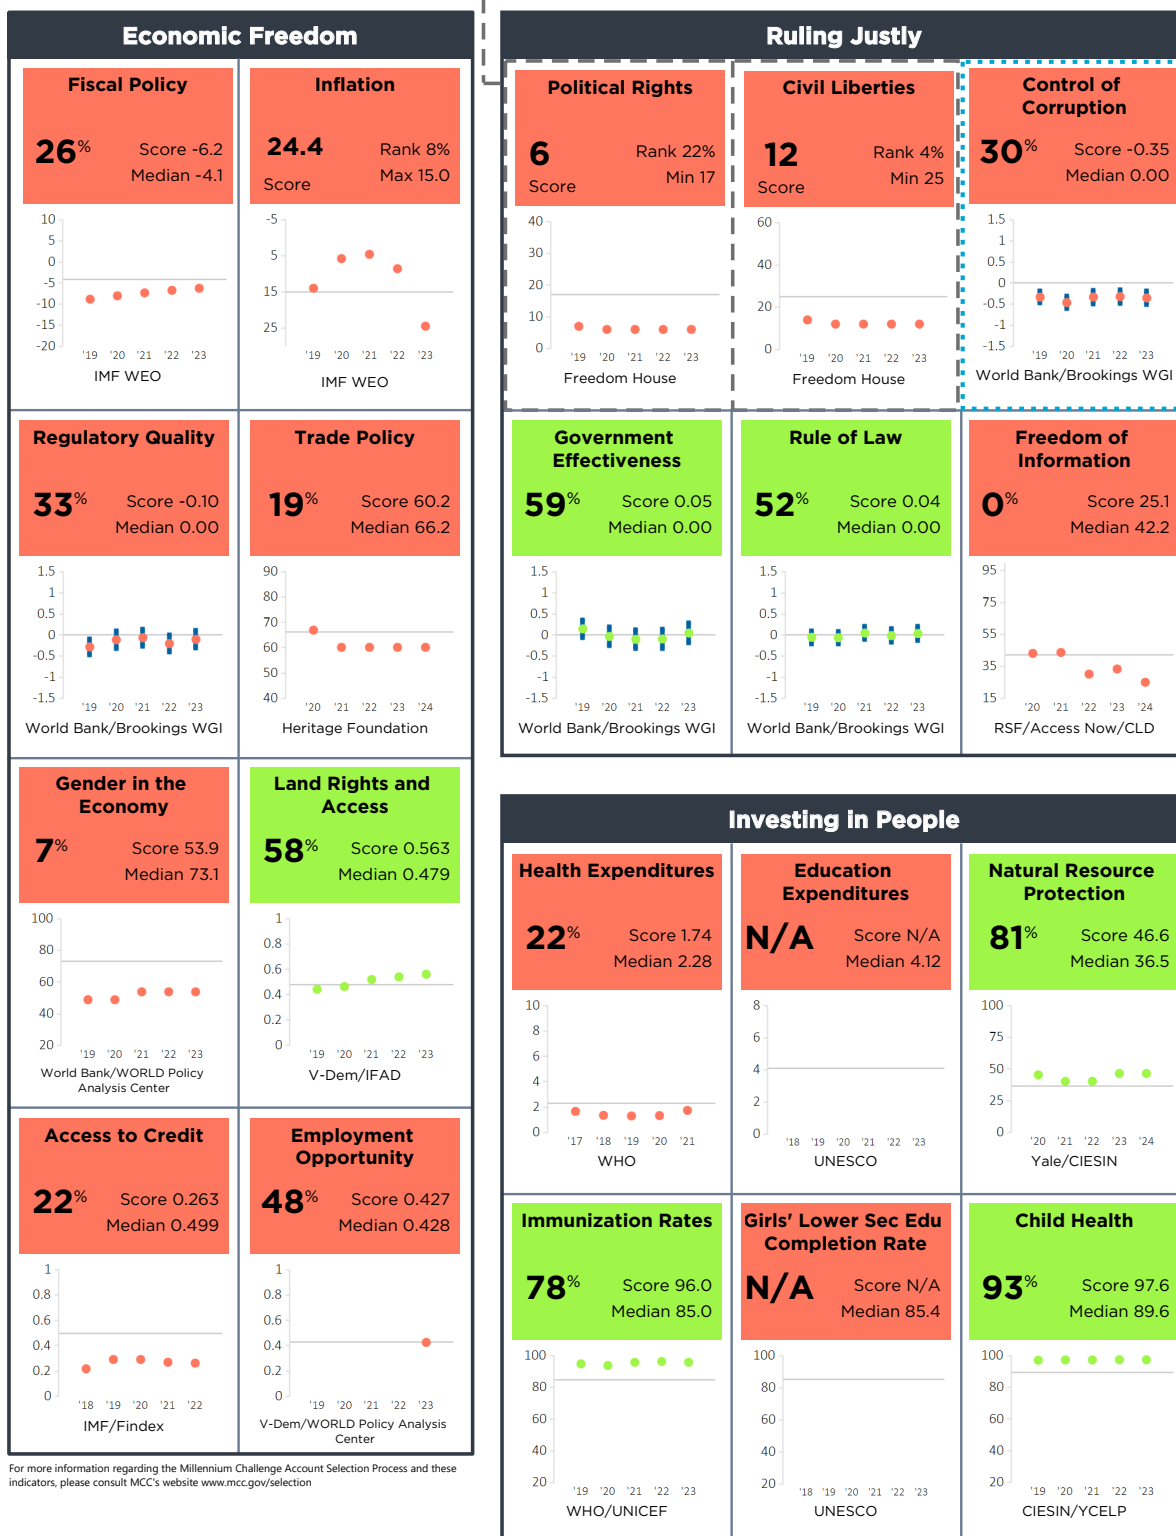 Economic Freedom
Fiscal Policy
26%
Score -6.2
Median -4.1
10
5
0
-5
-10
-15
-20
'19 '20 '21 '22 '23
IMF WEO
Inflation
24.4
Score
Rank 8%
Max 15.0
-5
5
15
25
'19 '20 '21 '22 '23
IMF WEO
Regulatory Quality
33%
Score -0.10
Median 0.00
1.5
1
0.5
0
-0.5
-1
-1.5
'19 '20 '21 '22 '23
World Bank/Brookings WGI
Trade Policy
19%
Score 60.2
Median 66.2
90
80
70
60
50
40
'20 '21 '22 '23 '24
Heritage Foundation
Gender in the
Economy
7%
Score 53.9
Median 73.1
100
80
60
40
20
'19 '20 '21 '22 '23
World Bank/WORLD Policy
Analysis Center
Land Rights and
Access
58%
Score 0.563
Median 0.479
1
0.8
0.6
0.4
0.2
0
'19 '20 '21 '22 '23
V-Dem/IFAD
Access to Credit
22%
Score 0.263
Median 0.499
1
0.8
0.6
0.4
0.2
0
'18 '19 '20 '21 '22
IMF/Findex
Employment
Opportunity
48%
Score 0.427
Median 0.428
1
0.8
0.6
0.4
0.2
0
'19 '20 '21 '22 '23
V-Dem/WORLD Policy Analysis
Center
For more information regarding the Millennium Challenge Account Selection Process and these
indicators, please consult MCC's website www.mcc.gov/selection
Ruling Justly
Political Rights
6
Score
Rank 22%
Min 17
40
30
20
10
0
'19 '20 '21 '22 '23
Freedom House
Civil Liberties
12
Score
Rank 4%
Min 25
60
40
20
0
'19 '20 '21 '22 '23
Freedom House
Control of
Corruption
30%
Score -0.35
Median 0.00
1.5
1
0.5
0
-0.5
-1
-1.5
'19 '20 '21 '22 '23
World Bank/Brookings WGI
Government
Effectiveness
59%
Score 0.05
Median 0.00
1.5
1
0.5
0
-0.5
-1
-1.5
'19 '20 '21 '22 '23
World Bank/Brookings WGI
Rule of Law
52%
Score 0.04
Median 0.00
1.5
1
0.5
0
-0.5
-1
-1.5
'19 '20 '21 '22 '23
World Bank/Brookings WGI
Freedom of
Information
0%
Score 25.1
Median 42.2
95
75
55
35
15
'20 '21 '22 '23 '24
RSF/Access Now/CLD
Investing in People
Health Expenditures
22%
Score 1.74
Median 2.28
10
8
6
4
2
0
'17 '18 '19 '20 '21
WHO
Education
Expenditures
N/A
Score N/A
Median 4.12
8
6
4
2
0
'18 '19 '20 '21 '22 '23
UNESCO
Natural Resource
Protection
81%
Score 46.6
Median 36.5
100
75
50
25
0
'20 '21 '22 '23 '24
Yale/CIESIN
Immunization Rates
78%
Score 96.0
Median 85.0
100
80
60
40
20
'19 '20 '21 '22 '23
WHO/UNICEF
Girls' Lower Sec Edu
Completion Rate
N/A
Score N/A
Median 85.4
100
80
60
40
20
'18 '19 '20 '21 '22 '23
UNESCO
Child Health
93%
Score 97.6
Median 89.6
100
80
60
40
20
'19 '20 '21 '22 '23
CIESIN/YCELP